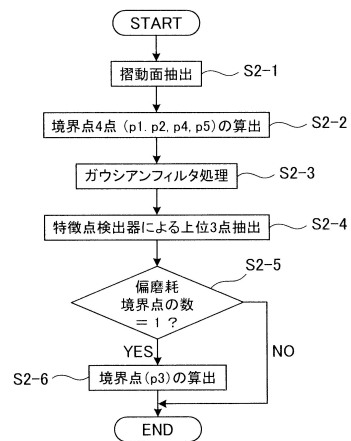 START
摺動面抽出
S2-1
境界点4点 (p1. p2, p4, p5)の算出
S2-2
ガウシアンフィルタ処理
S2-3
特徴点検出器による上位3点抽出
S2-4
S2-5
偏磨耗
境界点の数
= 1 ?
YES
NO
S2-6
境界点(p3)の算出
END